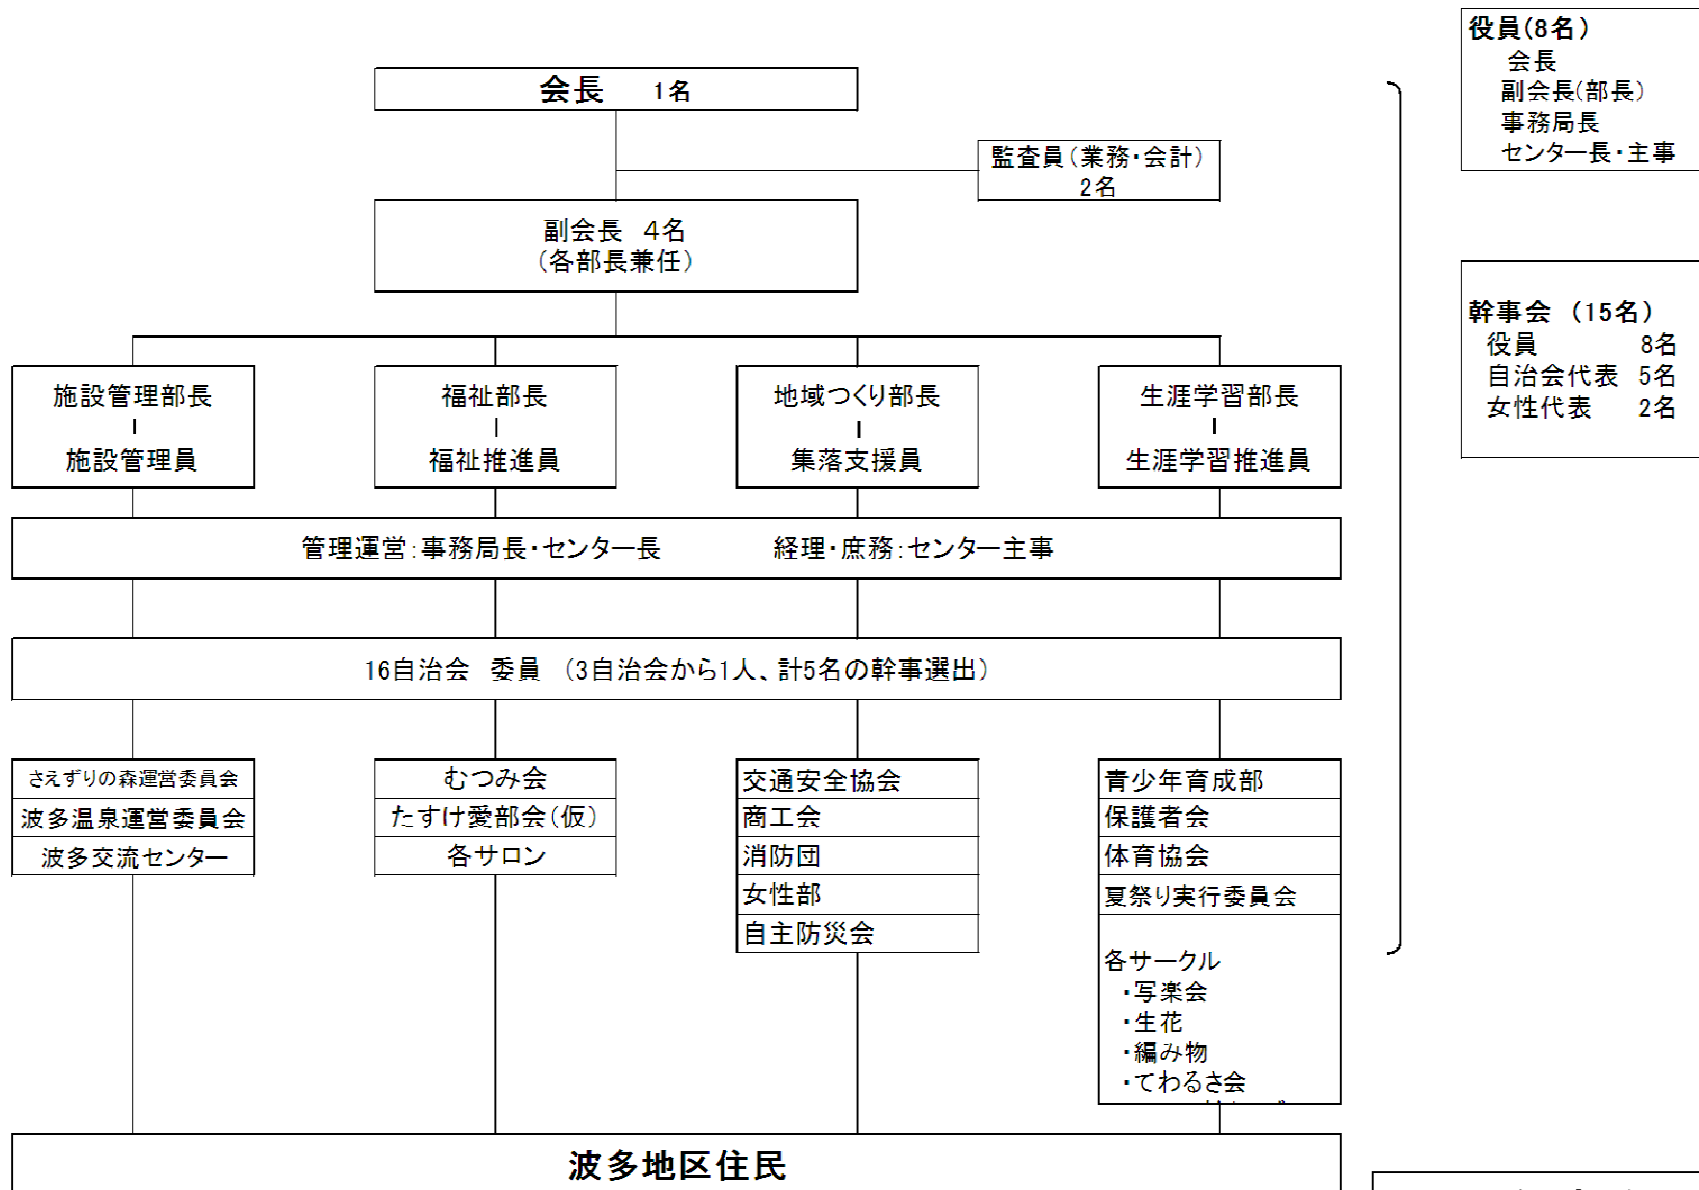 会長　1名
監査員（業務・会計）
2名
副会長　4名
（各部長兼任）
施設管理部長
施設管理員
福祉部長
福祉推進員
地域つくり部長
集落支援員
生涯学習部長
生涯学習推進員
管理運営：事務局長・センター長　経理・庶務：センター主事
16自治会　委員　（3自治会から1人、計5名の幹事選出）
さえずりの森運営委員会
波多温泉運営委員会
波多交流センター
むつみ会
たすけ愛部会（仮）
各サロン
交通安全協会
商工会
消防団
女性部
自主防災会
青少年育成部
保護者会
体育協会
夏祭り実行委員会
各サークル
・写楽会
・生花
・編み物
・てわるさ会
波多地区住民
役員（8名）
会長
副会長（部長）
事務局長
センター長・主事
幹事会　（15名）
役員　8名
自治会代表　5名
女性代表　2名